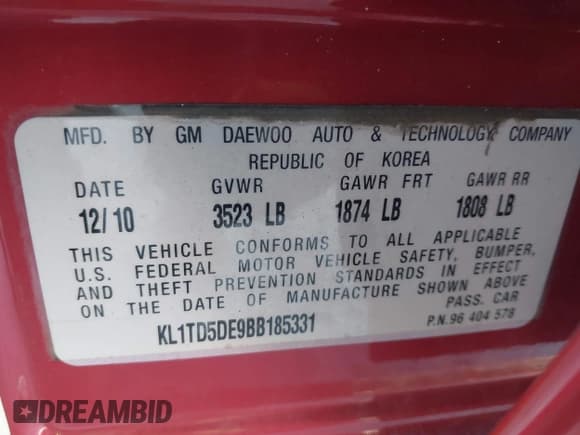 MFD. BY GM DAEWOO AUTO & TECHNOLOGY COMPANY
REPUBLIC OF KOREA
DATE GVWR GAWR FRT GAWR RR
12/10 3523 LB 1874 LB 1808 LB
THIS VEHICLE CONFORMS TO ALL APPLICABLE
U.S. FEDERAL MOTOR VEHICLE SAFETY, BUMPER,
AND THEFT PREVENTION STANDARDS IN EFFECT
ON THE DATE OF MANUFACTURE SHOWN ABOVE
PASS. CAR
KL1TD5DE9BB185331
P.N. 96 404 578
DREAMBID